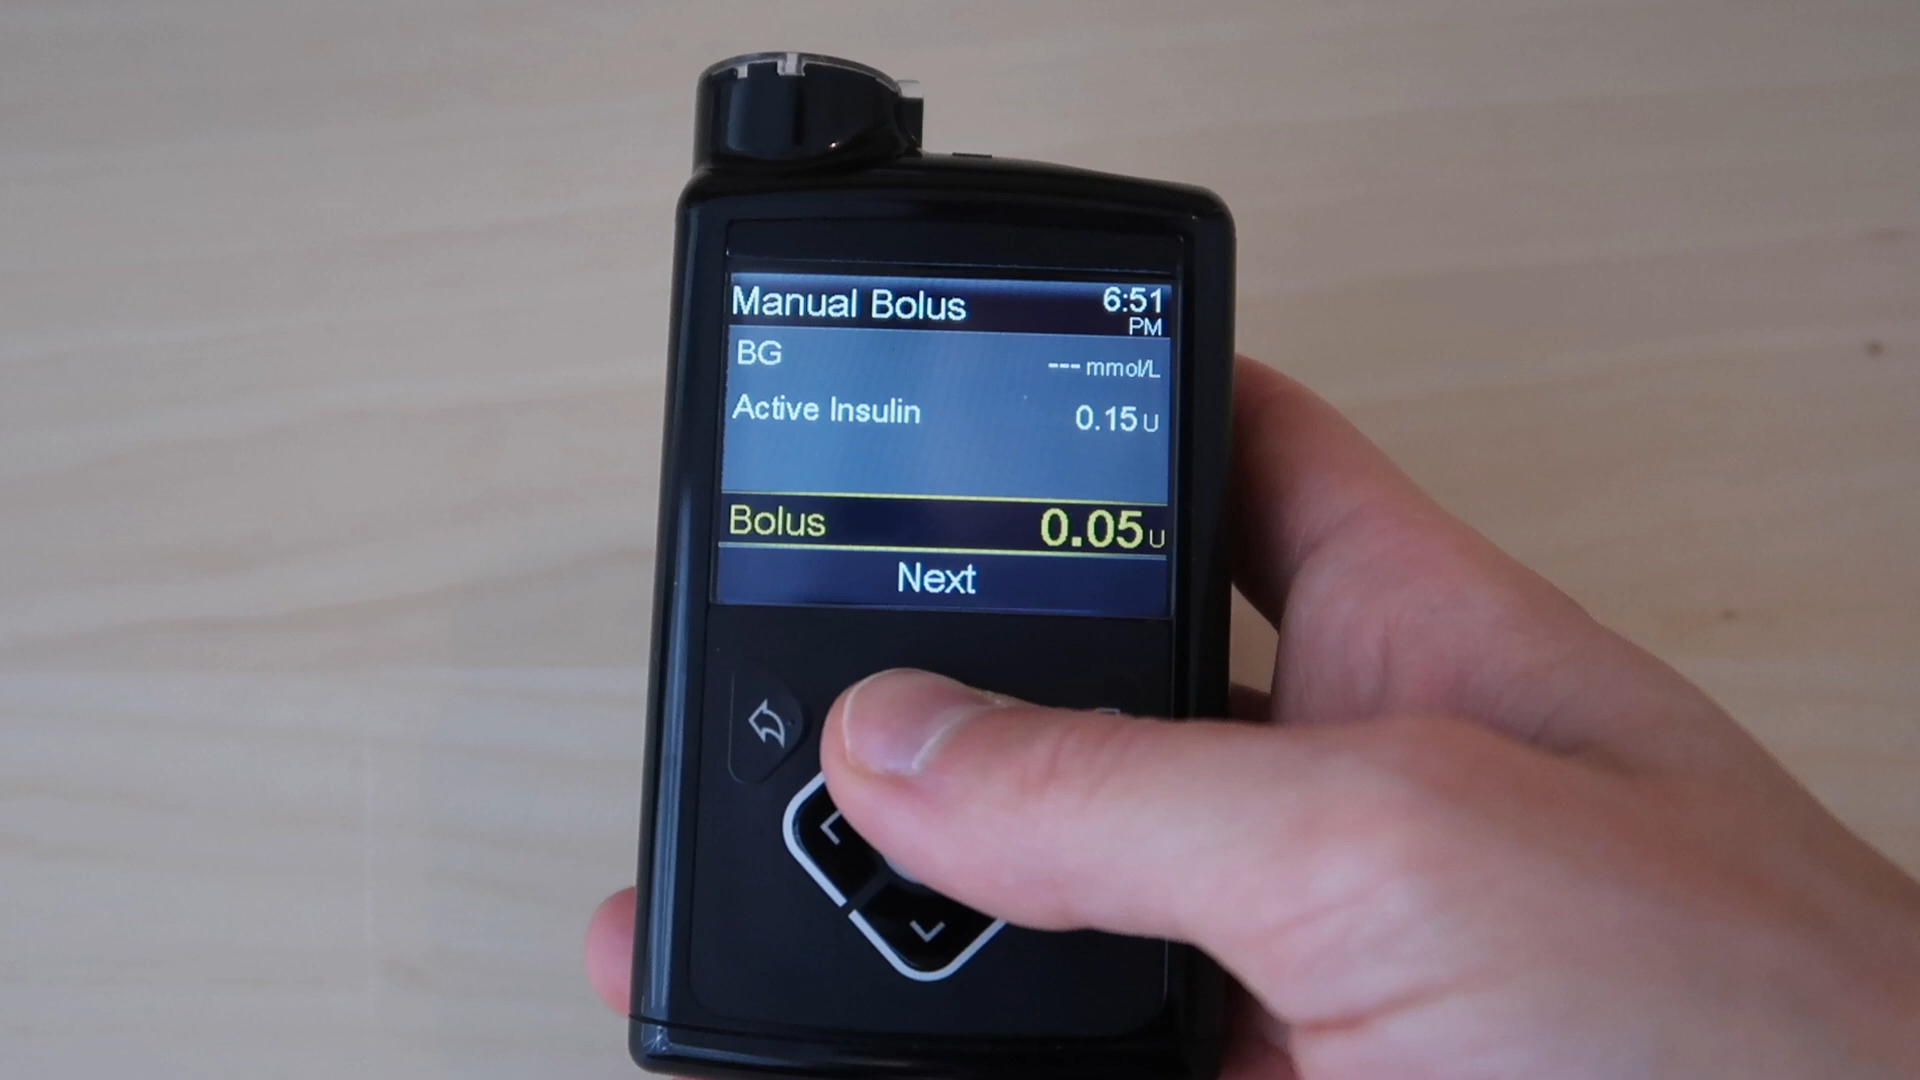 Manual Bolus 6:51
PM
BG --- mmol/L
Active Insulin 0.15 U
Bolus 0.05 U
Next